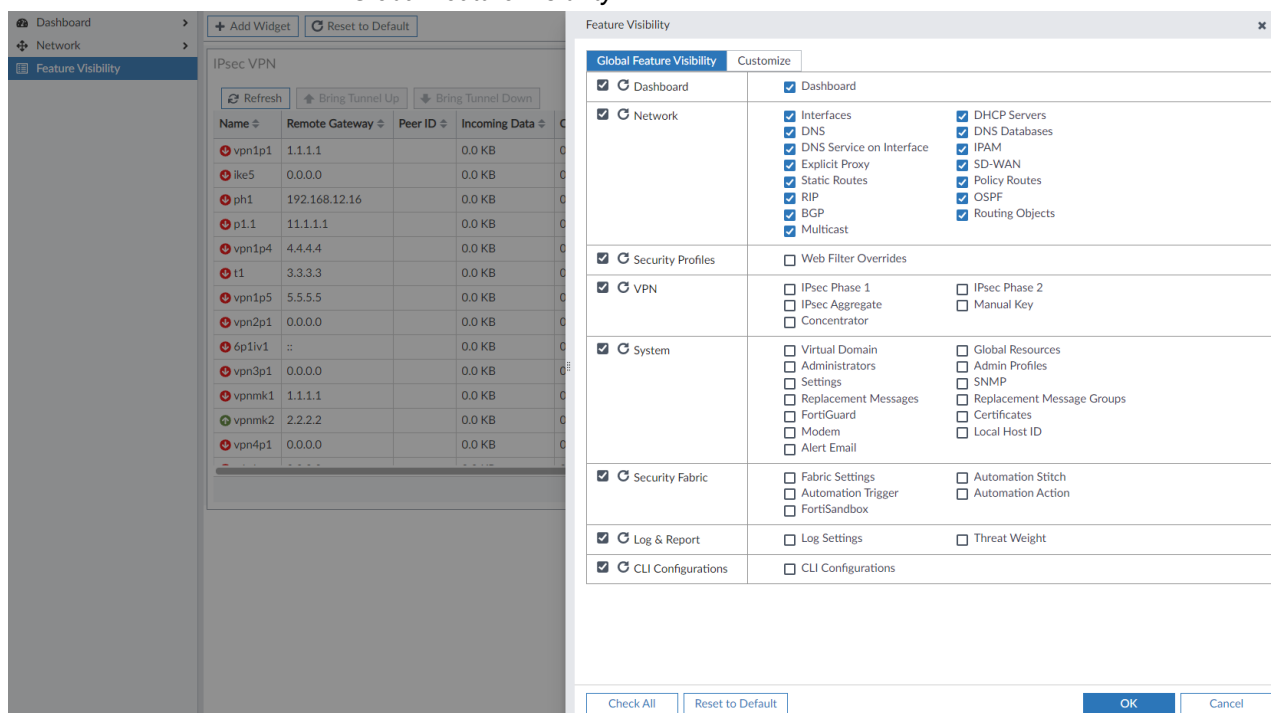 Dashboard
Network
Feature Visibility
+ Add Widget
Reset to Default
IPsec VPN
Refresh
Bring Tunnel Up
Bring Tunnel Down
Name Remote Gateway Peer ID Incoming Data
vpn1p1 1.1.1.1 0.0 KB
ike5 0.0.0.0 0.0 KB
ph1 192.168.12.16 0.0 KB
p1.1 11.1.1.1 0.0 KB
vpn1p4 4.4.4.4 0.0 KB
t1 3.3.3.3 0.0 KB
vpn1p5 5.5.5.5 0.0 KB
vpn2p1 0.0.0.0 0.0 KB
6p1iv1 :: 0.0 KB
vpn3p1 0.0.0.0 0.0 KB
vpnmk1 1.1.1.1 0.0 KB
vpnmk2 2.2.2.2 0.0 KB
vpn4p1 0.0.0.0 0.0 KB
Feature Visibility
Global Feature Visibility Customize
Dashboard
Dashboard
Network
Interfaces DHCP Servers
DNS DNS Databases
DNS Service on Interface IPAM
Explicit Proxy SD-WAN
Static Routes Policy Routes
RIP OSPF
BGP Routing Objects
Multicast
Security Profiles
Web Filter Overrides
VPN
IPsec Phase 1 IPsec Phase 2
IPsec Aggregate Manual Key
Concentrator
System
Virtual Domain Global Resources
Administrators Admin Profiles
Settings SNMP
Replacement Messages Replacement Message Groups
FortiGuard Certificates
Modem Local Host ID
Alert Email
Security Fabric
Fabric Settings Automation Stitch
Automation Trigger Automation Action
FortiSandbox
Log & Report
Log Settings Threat Weight
CLI Configurations
CLI Configurations
Check All
Reset to Default
OK
Cancel